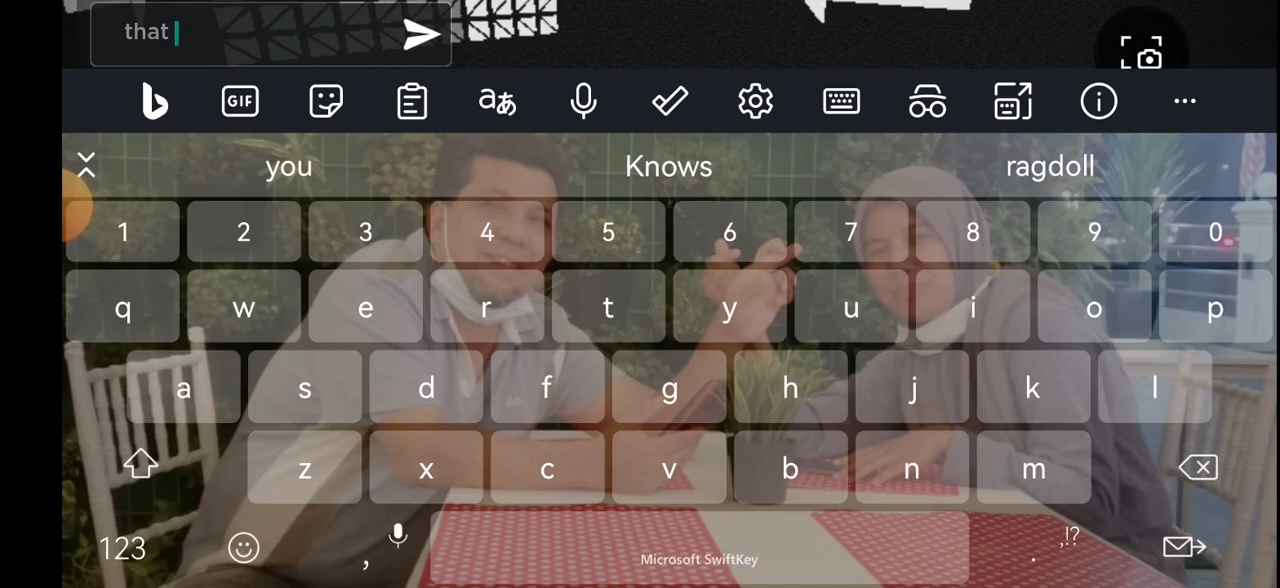 that
GIF
aあ
you Knows ragdoll
1 2 3 4 5 6 7 8 9 0
q w e r t y u i o p
a s d f g h j k l
z x c v b n m
123 , Microsoft SwiftKey . ,!?